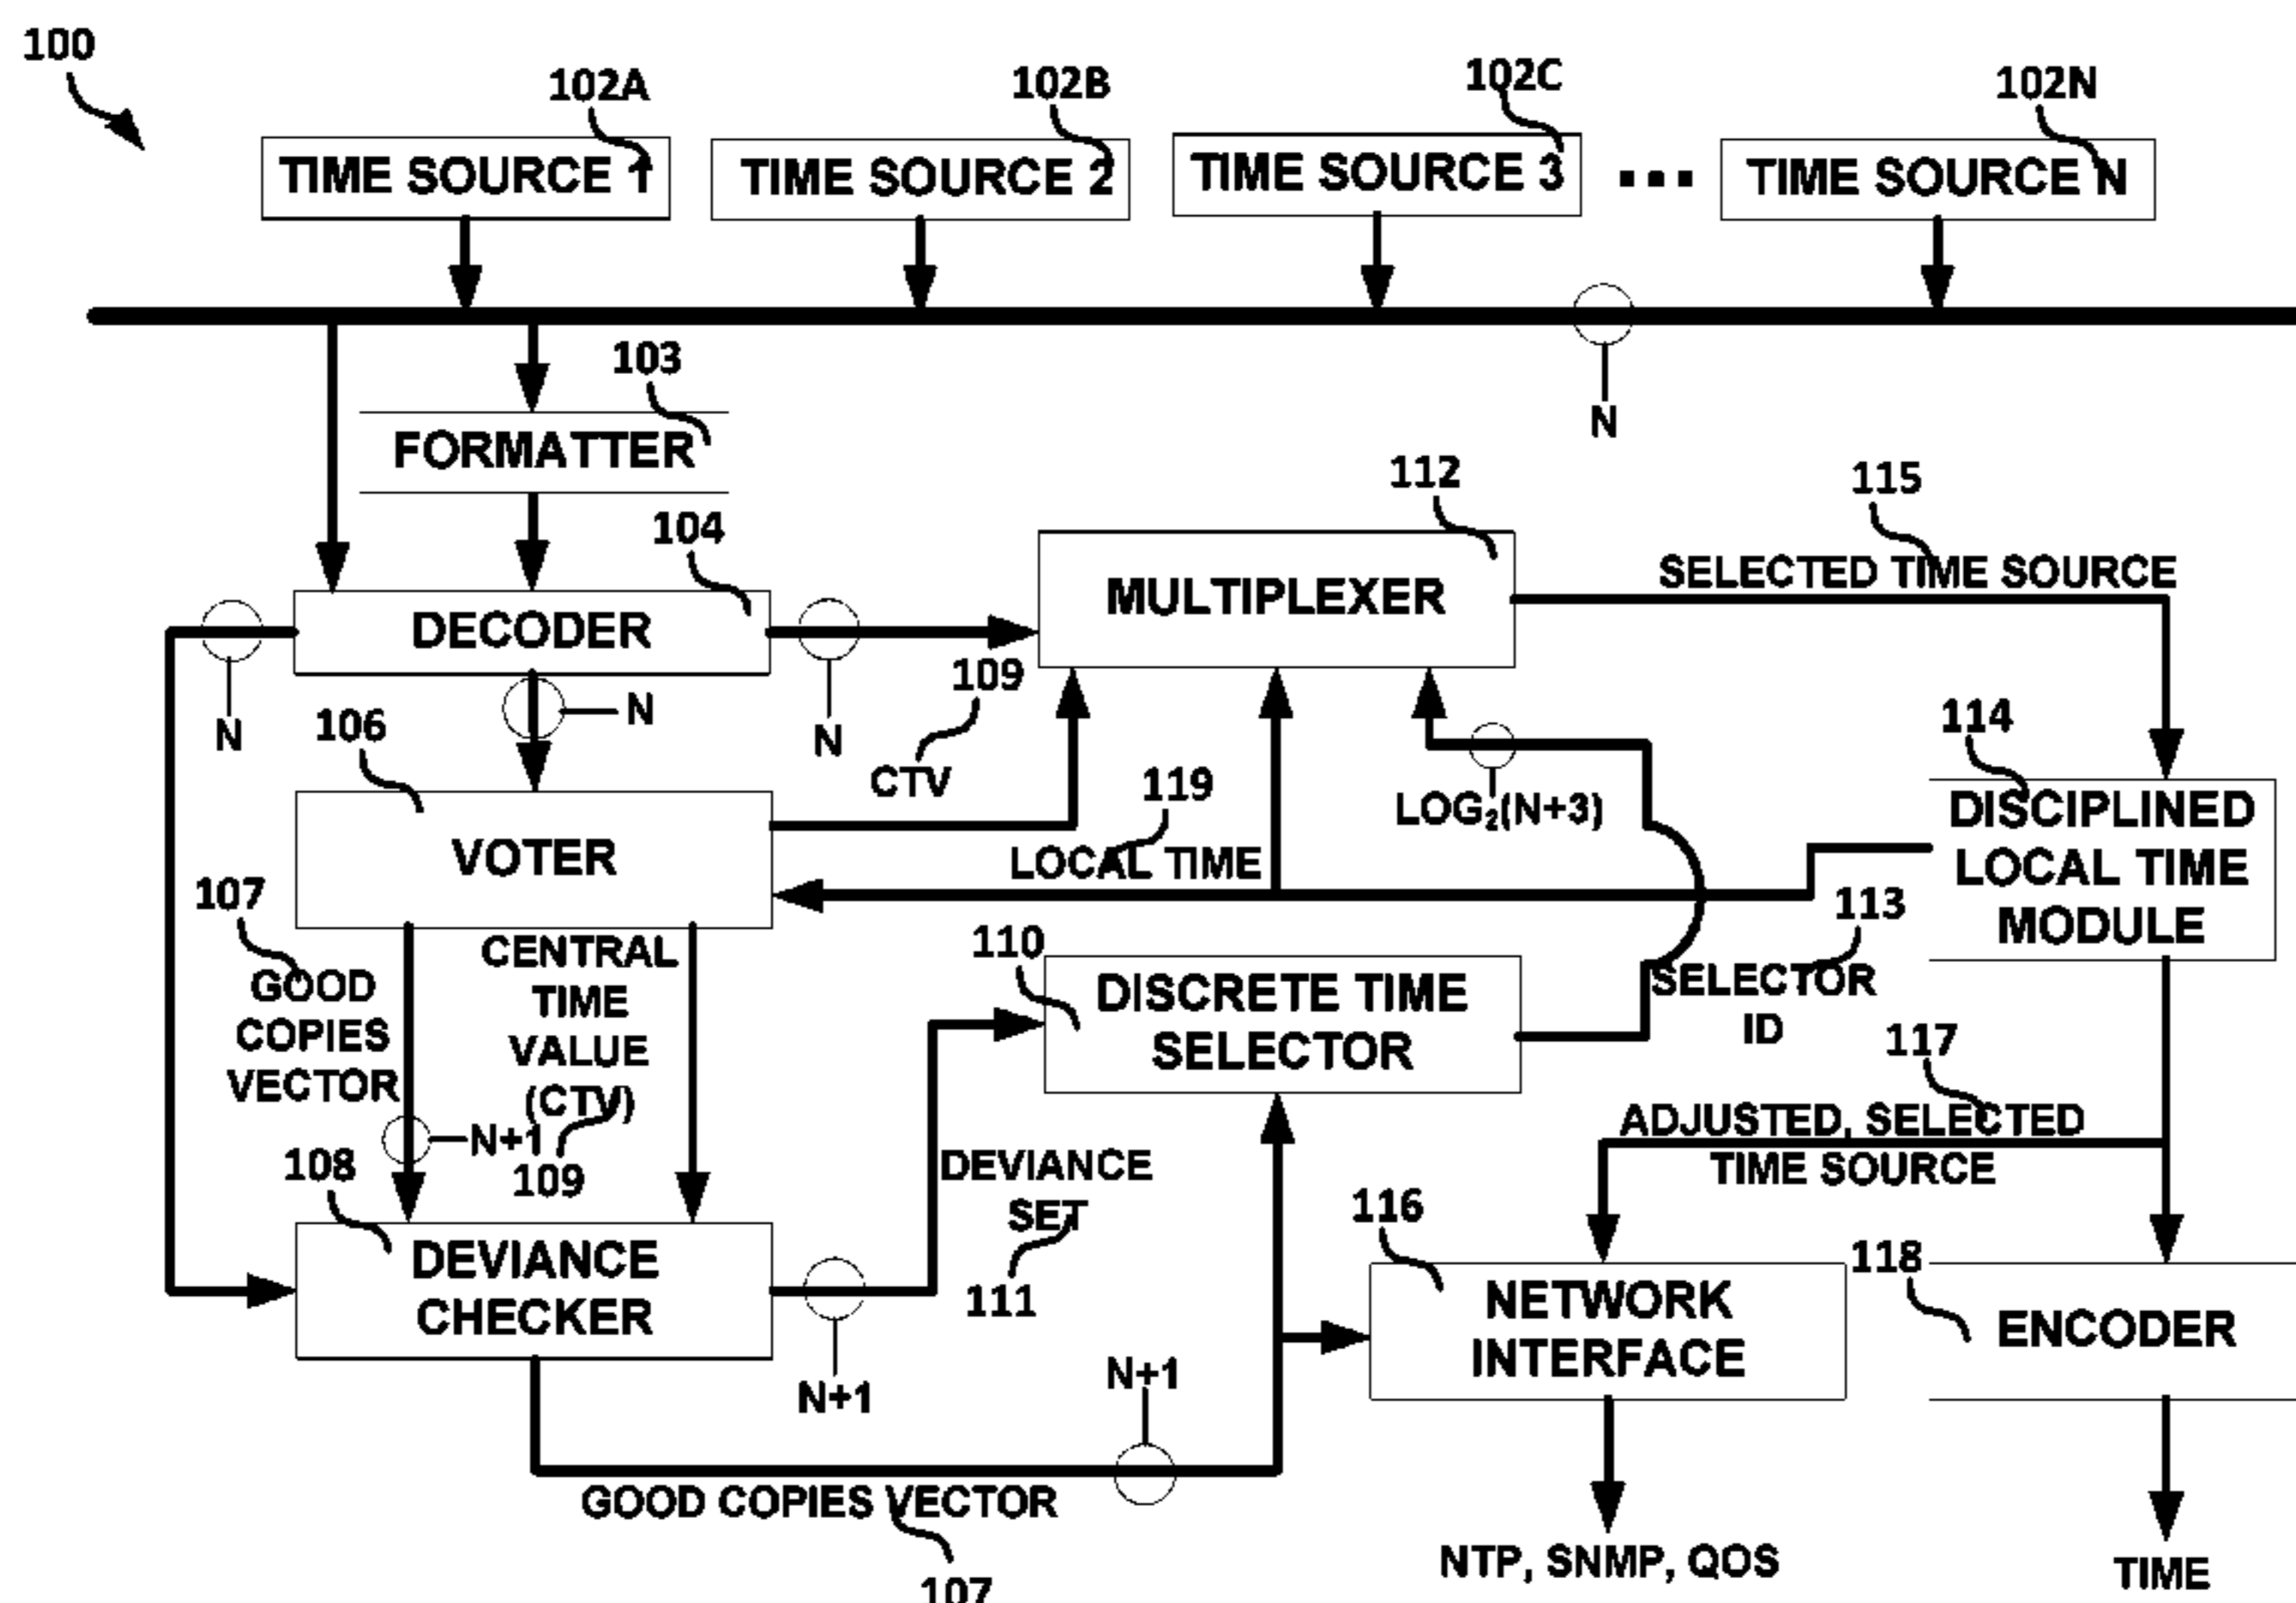 100
102A
102B
102C
102N
TIME SOURCE 1
TIME SOURCE 2
TIME SOURCE 3
...
TIME SOURCE N
N
103
FORMATTER
104
DECODER
N
N
N
112
MULTIPLEXER
115
SELECTED TIME SOURCE
109
CTV
106
VOTER
119
LOCAL TIME
LOG₂(N+3)
114
DISCIPLINED
LOCAL TIME
MODULE
113
SELECTOR
ID
107
GOOD
COPIES
VECTOR
CENTRAL
TIME
VALUE
(CTV)
N+1
109
110
DISCRETE TIME
SELECTOR
117
ADJUSTED, SELECTED
TIME SOURCE
108
DEVIANCE
CHECKER
DEVIANCE
SET
111
N+1
N+1
116
NETWORK
INTERFACE
118
ENCODER
GOOD COPIES VECTOR
107
NTP, SNMP, QOS
TIME